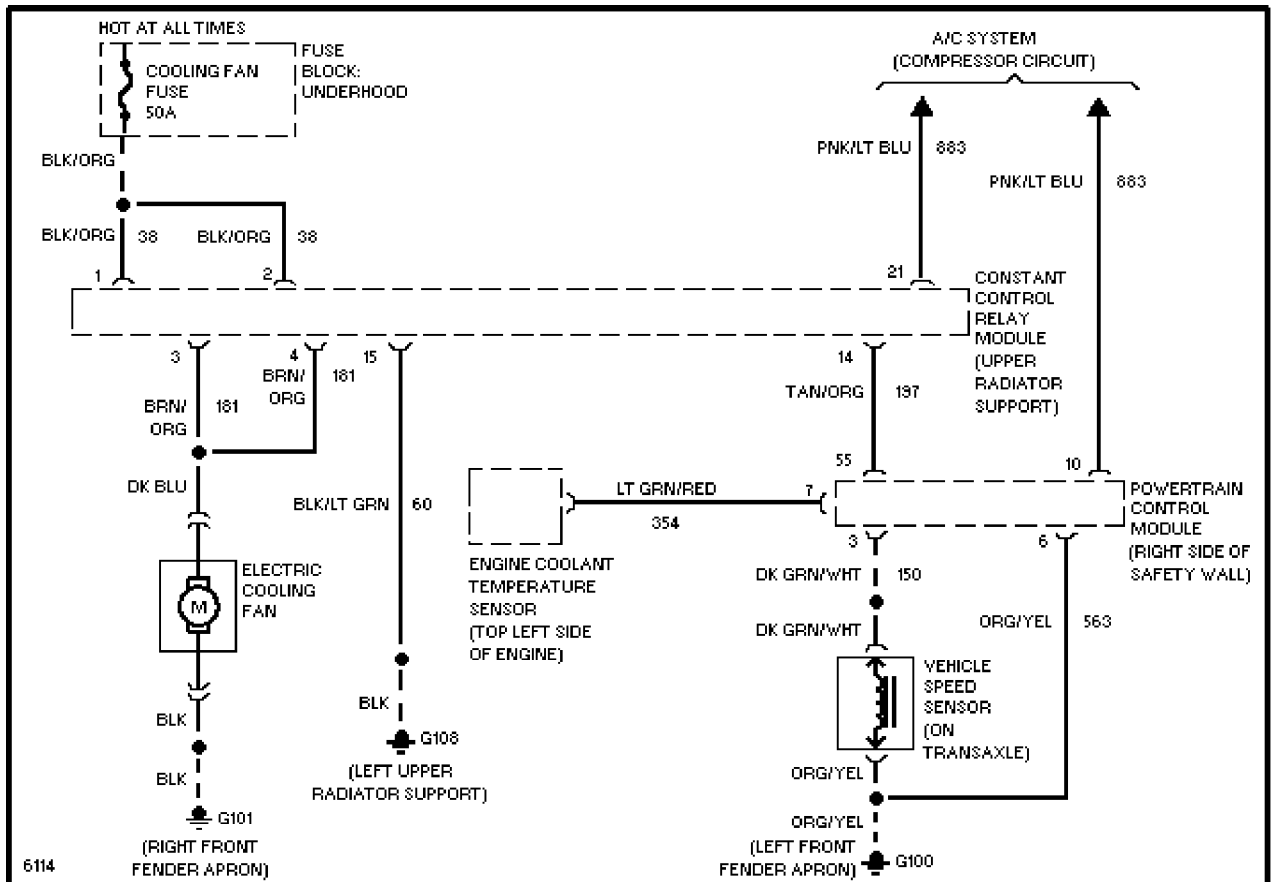 HOT AT ALL TIMES
COOLING FAN
FUSE
50A
FUSE
BLOCK:
UNDERHOOD
A/C SYSTEM
(COMPRESSOR CIRCUIT)
BLK/ORG
PNK/LT BLU 883
PNK/LT BLU 883
BLK/ORG 38
BLK/ORG 38
1
2
21
CONSTANT
CONTROL
RELAY
MODULE
(UPPER
RADIATOR
SUPPORT)
3
4
15
14
BRN/
ORG
181
BRN/
ORG
181
TAN/ORG 197
55
10
DK BLU
BLK/LT GRN 60
LT GRN/RED
354
7
POWERTRAIN
CONTROL
MODULE
(RIGHT SIDE OF
SAFETY WALL)
3
6
ELECTRIC
COOLING
FAN
M
ENGINE COOLANT
TEMPERATURE
SENSOR
(TOP LEFT SIDE
OF ENGINE)
DK GRN/WHT 150
DK GRN/WHT
ORG/YEL 563
VEHICLE
SPEED
SENSOR
(ON
TRANSAXLE)
BLK
BLK
BLK
G108
(LEFT UPPER
RADIATOR SUPPORT)
ORG/YEL
ORG/YEL
G101
(RIGHT FRONT
FENDER APRON)
(LEFT FRONT
FENDER APRON)
G100
6114